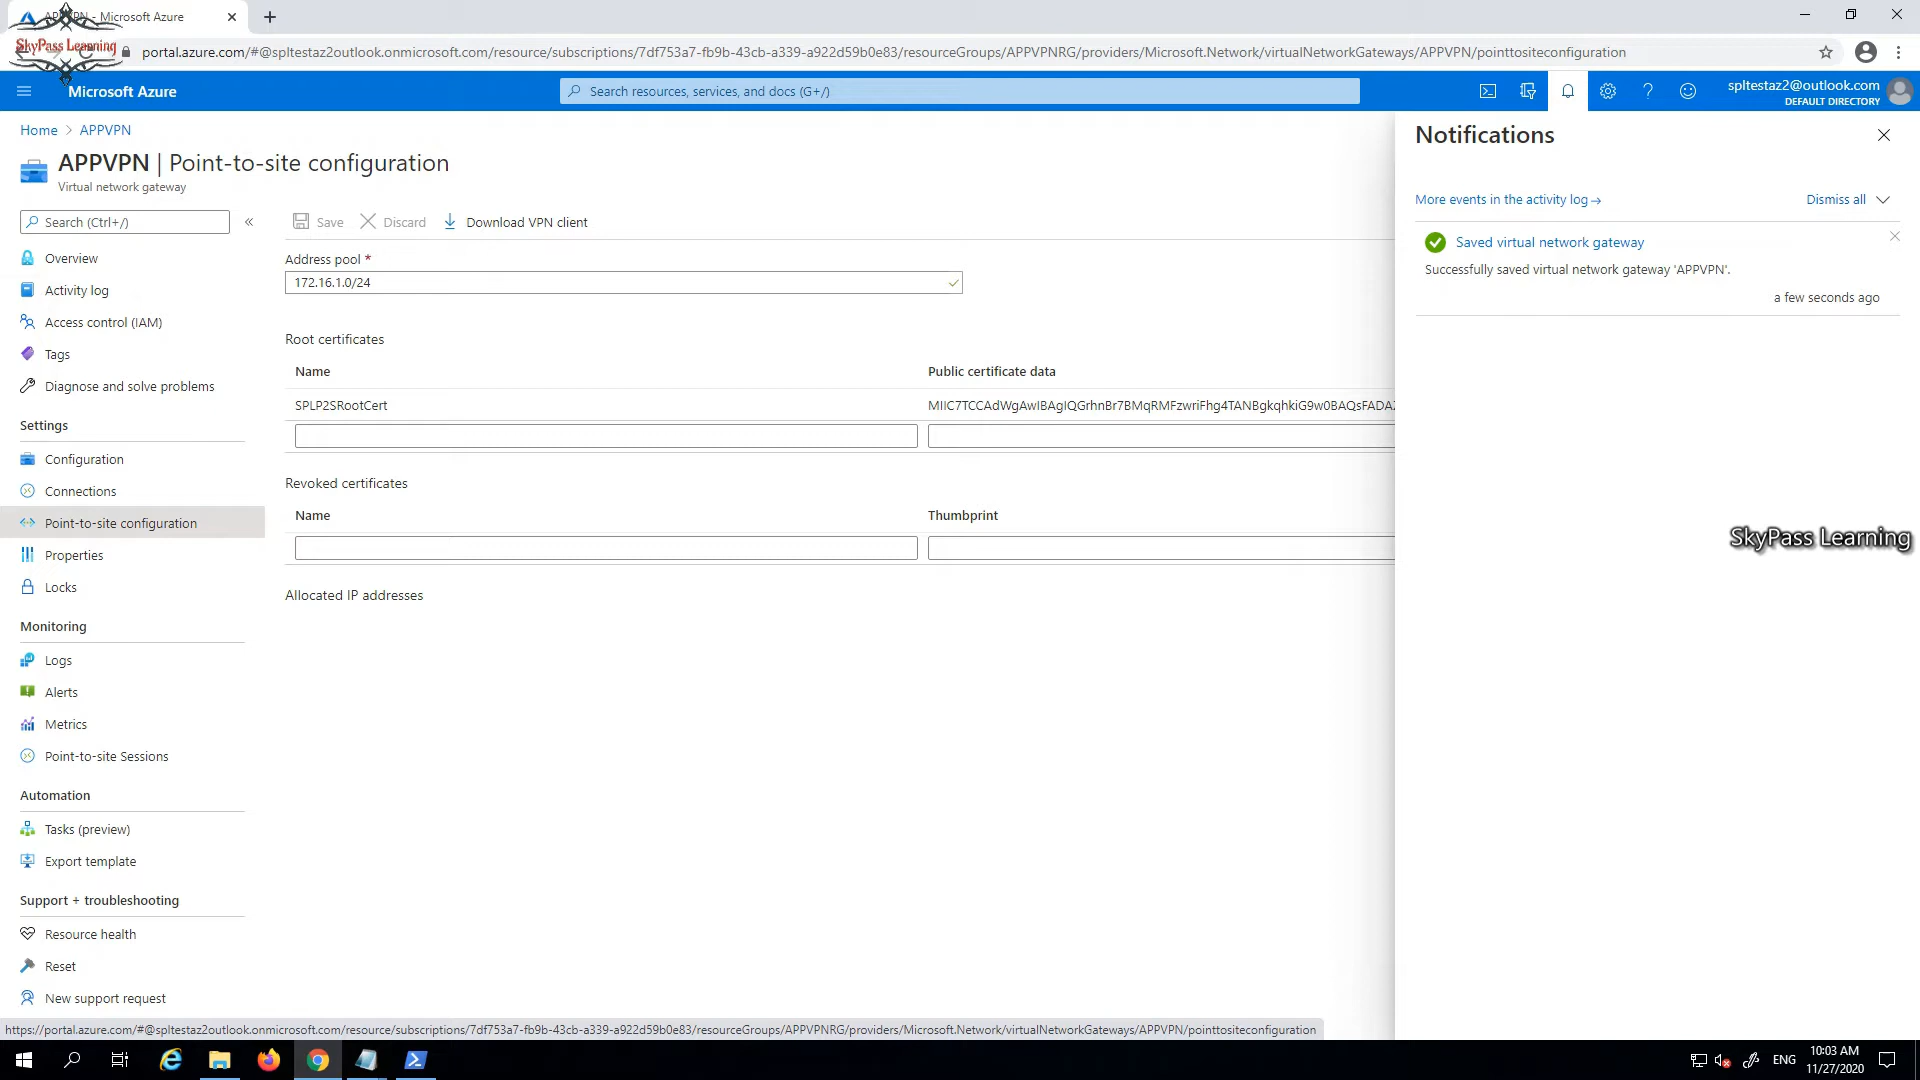 APPVPN - Microsoft Azure
SkyPass Learning
portal.azure.com/#@spltestaz2outlook.onmicrosoft.com/resource/subscriptions/7df753a7-fb9b-43cb-a339-a922d59b0e83/resourceGroups/APPVPNRG/providers/Microsoft.Network/virtualNetworkGateways/APPVPN/pointtositeconfiguration
Microsoft Azure
Search resources, services, and docs (G+/)
spltestaz2@outlook.com
DEFAULT DIRECTORY
Home > APPVPN
APPVPN | Point-to-site configuration
Virtual network gateway
Search (Ctrl+/)
Overview
Activity log
Access control (IAM)
Tags
Diagnose and solve problems
Settings
Configuration
Connections
Point-to-site configuration
Properties
Locks
Monitoring
Logs
Alerts
Metrics
Point-to-site Sessions
Automation
Tasks (preview)
Export template
Support + troubleshooting
Resource health
Reset
New support request
Save Discard Download VPN client
Address pool *
172.16.1.0/24
Root certificates
Name Public certificate data
SPLP2SRootCert MIIC7TCCAdWgAwIBAgIQGrhnBr7BMqRMFzwriFhg4TANBgkqhkiG9w0BAQsFADAZ
Revoked certificates
Name Thumbprint
Allocated IP addresses
Notifications
More events in the activity log → Dismiss all
Saved virtual network gateway
Successfully saved virtual network gateway 'APPVPN'.
a few seconds ago
SkyPass Learning
https://portal.azure.com/#@spltestaz2outlook.onmicrosoft.com/resource/subscriptions/7df753a7-fb9b-43cb-a339-a922d59b0e83/resourceGroups/APPVPNRG/providers/Microsoft.Network/virtualNetworkGateways/APPVPN/pointtositeconfiguration
ENG
10:03 AM
11/27/2020